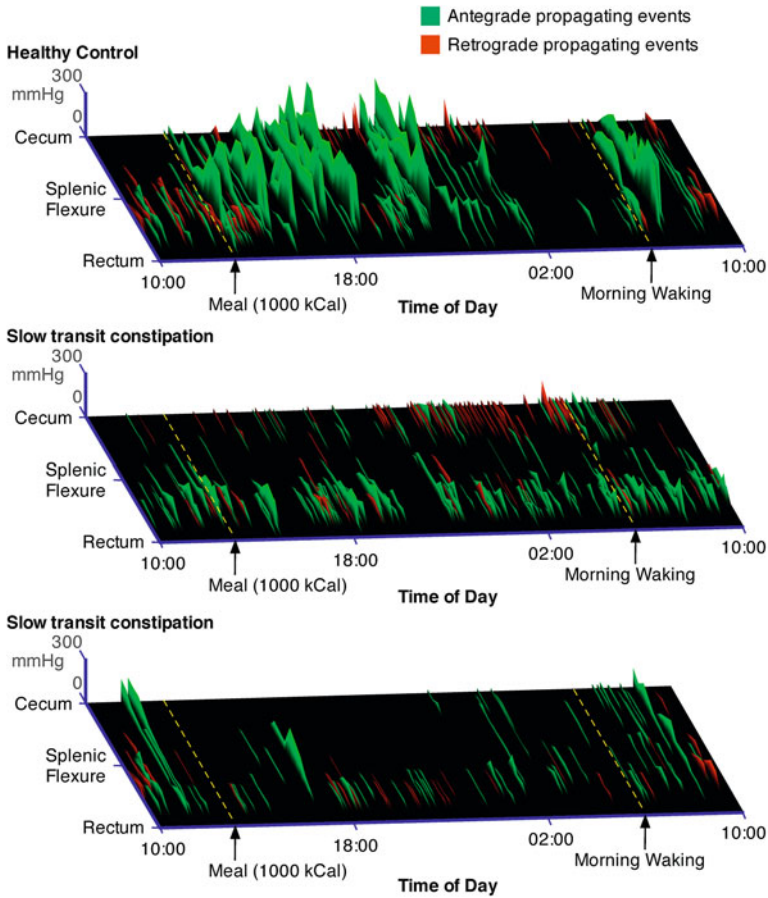 Antegrade propagating events
Retrograde propagating events
Healthy Control
300
mmHg
0
Cecum
Splenic
Flexure
Rectum
10:00
18:00
02:00
10:00
Meal (1000 kCal)
Time of Day
Morning Waking
Slow transit constipation
300
mmHg
0
Cecum
Splenic
Flexure
Rectum
10:00
18:00
02:00
10:00
Meal (1000 kCal)
Time of Day
Morning Waking
Slow transit constipation
300
mmHg
0
Cecum
Splenic
Flexure
Rectum
10:00
18:00
02:00
10:00
Meal (1000 kCal)
Time of Day
Morning Waking